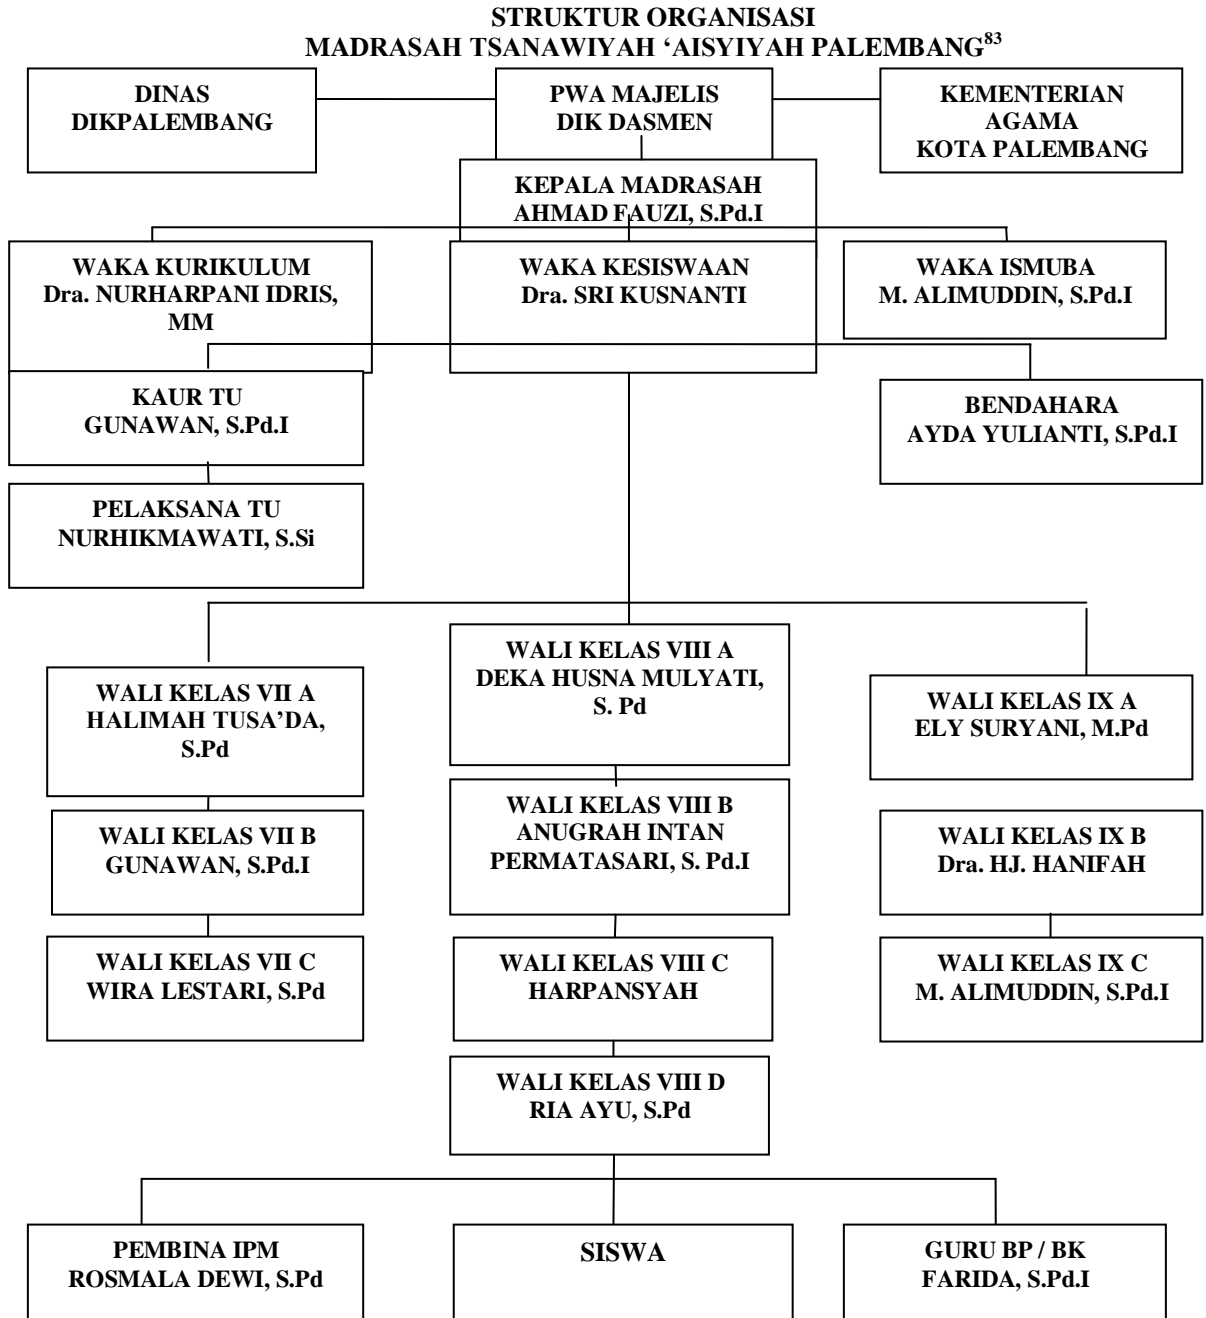 STRUKTUR ORGANISASI
MADRASAH TSANAWIYAH ‘AISYIYAH PALEMBANG83
DINAS
DIKPALEMBANG
PWA MAJELIS
DIK DASMEN
KEMENTERIAN
AGAMA
KOTA PALEMBANG
KEPALA MADRASAH
AHMAD FAUZI, S.Pd.I
WAKA KURIKULUM
Dra. NURHARPANI IDRIS,
MM
WAKA KESISWAAN
Dra. SRI KUSNANTI
WAKA ISMUBA
M. ALIMUDDIN, S.Pd.I
KAUR TU
GUNAWAN, S.Pd.I
BENDAHARA
AYDA YULIANTI, S.Pd.I
PELAKSANA TU
NURHIKMAWATI, S.Si
WALI KELAS VII A
HALIMAH TUSA’DA,
S.Pd
WALI KELAS VIII A
DEKA HUSNA MULYATI,
S. Pd
WALI KELAS IX A
ELY SURYANI, M.Pd
WALI KELAS VII B
GUNAWAN, S.Pd.I
WALI KELAS VIII B
ANUGRAH INTAN
PERMATASARI, S. Pd.I
WALI KELAS IX B
Dra. HJ. HANIFAH
WALI KELAS VII C
WIRA LESTARI, S.Pd
WALI KELAS VIII C
HARPANSYAH
WALI KELAS IX C
M. ALIMUDDIN, S.Pd.I
WALI KELAS VIII D
RIA AYU, S.Pd
PEMBINA IPM
ROSMALA DEWI, S.Pd
SISWA
GURU BP / BK
FARIDA, S.Pd.I